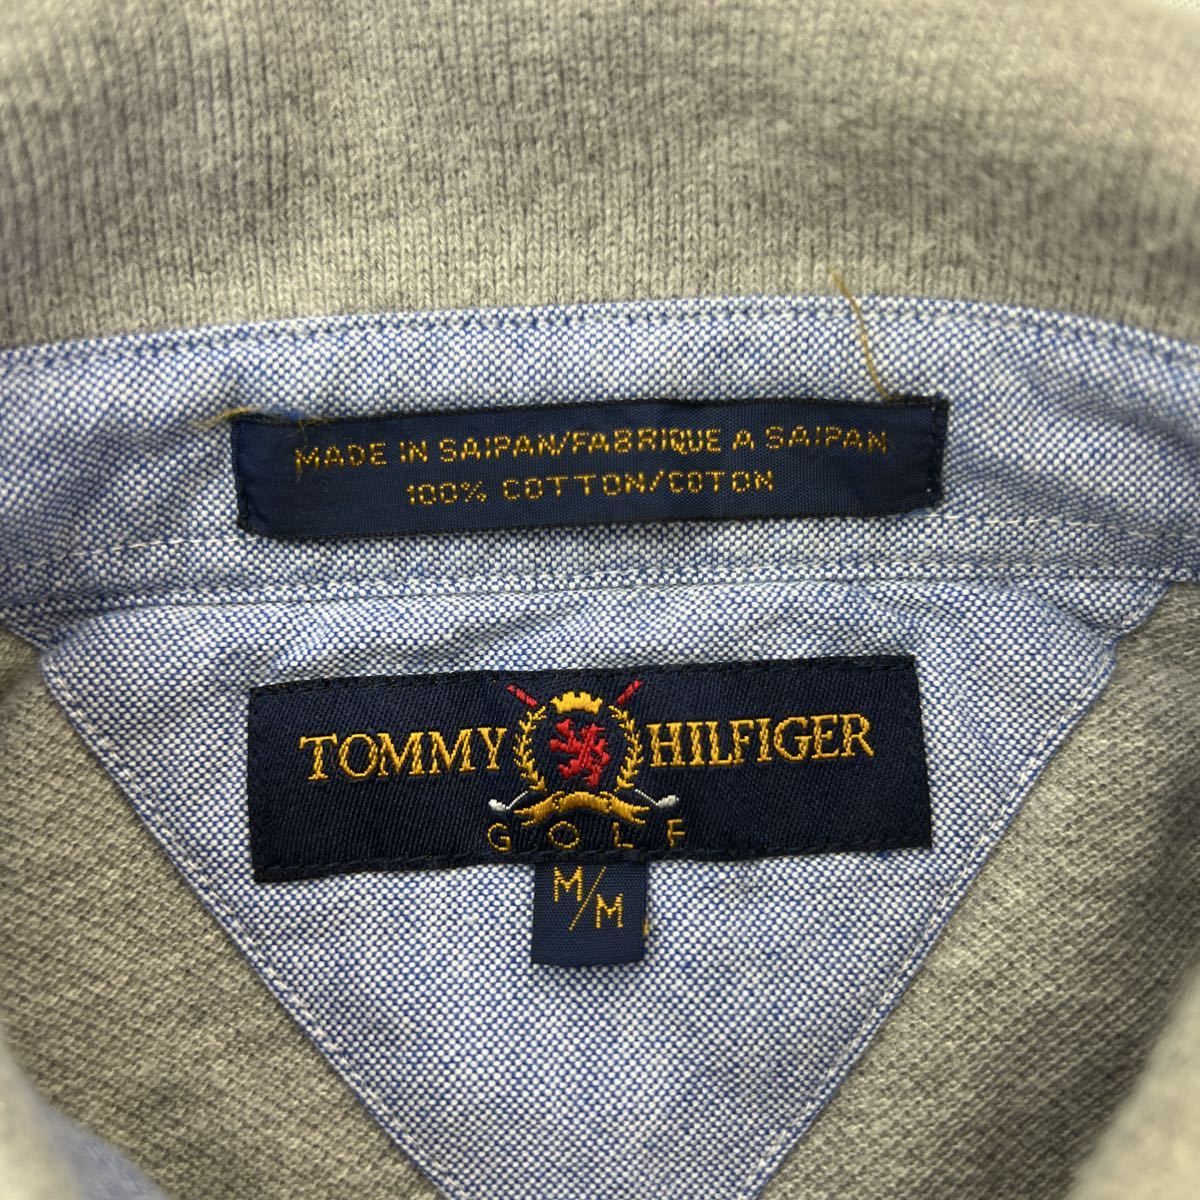 MADE IN SAIPAN/FABRIQUE A SAIPAN
100% COTTON/COTON
TOMMY HILFIGER
GOLF
M/M